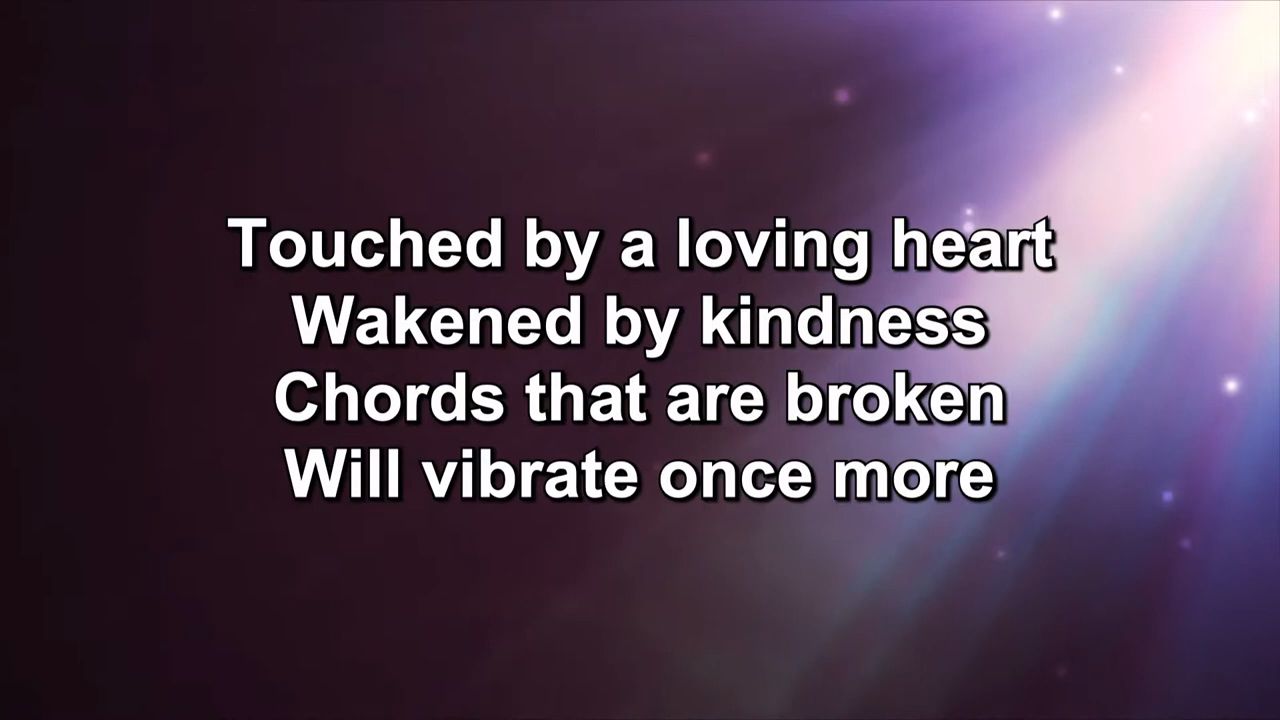 Touched by a loving heart
Wakened by kindness
Chords that are broken
Will vibrate once more